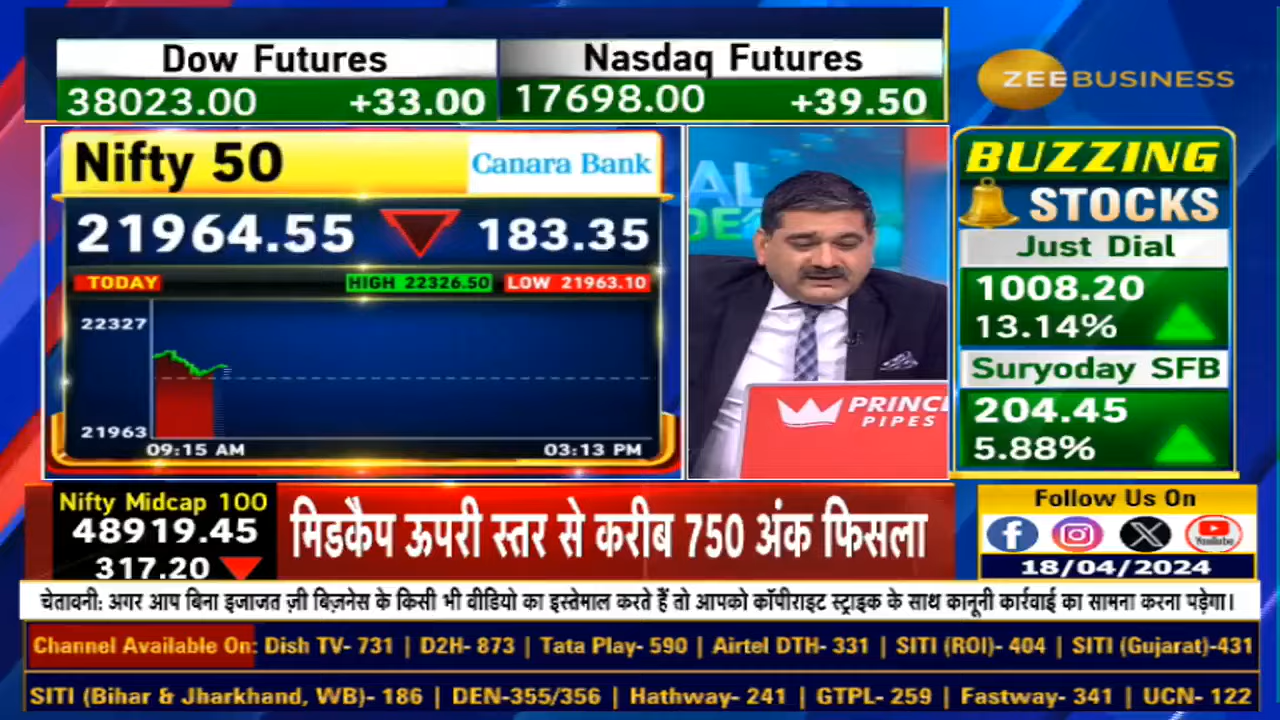 Dow Futures
38023.00 +33.00
Nasdaq Futures
17698.00 +39.50
ZEEBUSINESS
Nifty 50
Canara Bank
21964.55 183.35
TODAY HIGH 22326.50 LOW 21963.10
22327
21963
09:15 AM 03:13 PM
AL
DE
PRINC
PIPES
BUZZING
STOCKS
Just Dial
1008.20
13.14%
Suryoday SFB
204.45
5.88%
Nifty Midcap 100
48919.45
317.20
मिडकैप ऊपरी स्तर से करीब 750 अंक फिसला
Follow Us On
YouTube
18/04/2024
चेतावनी: अगर आप बिना इजाजत ज़ी बिज़नेस के किसी भी वीडियो का इस्तेमाल करते हैं तो आपको कॉपीराइट स्ट्राइक के साथ कानूनी कार्रवाई का सामना करना पड़ेगा।
Channel Available On: Dish TV- 731 | D2H- 873 | Tata Play- 590 | Airtel DTH- 331 | SITI (ROI)- 404 | SITI (Gujarat)-431
SITI (Bihar & Jharkhand, WB)- 186 | DEN-355/356 | Hathway- 241 | GTPL- 259 | Fastway- 341 | UCN- 122